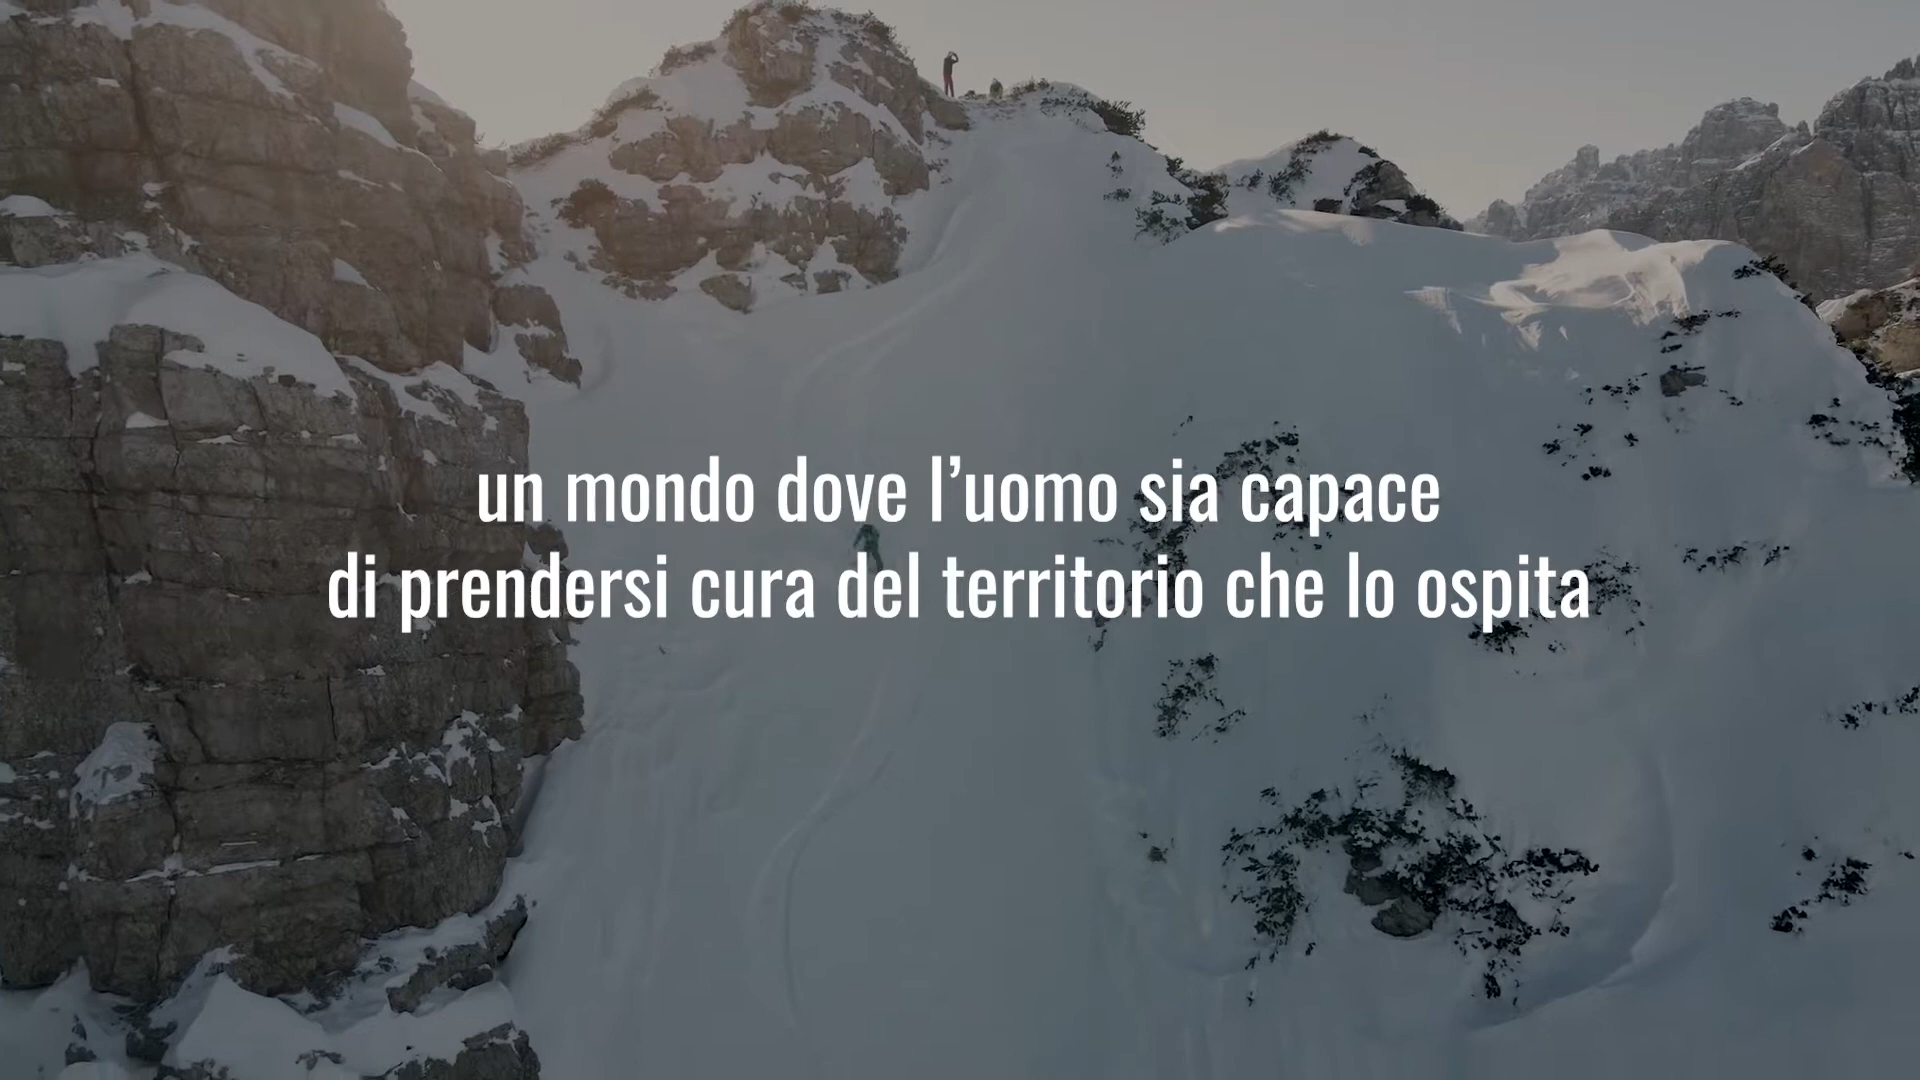 un mondo dove l’uomo sia capace
di prendersi cura del territorio che lo ospita